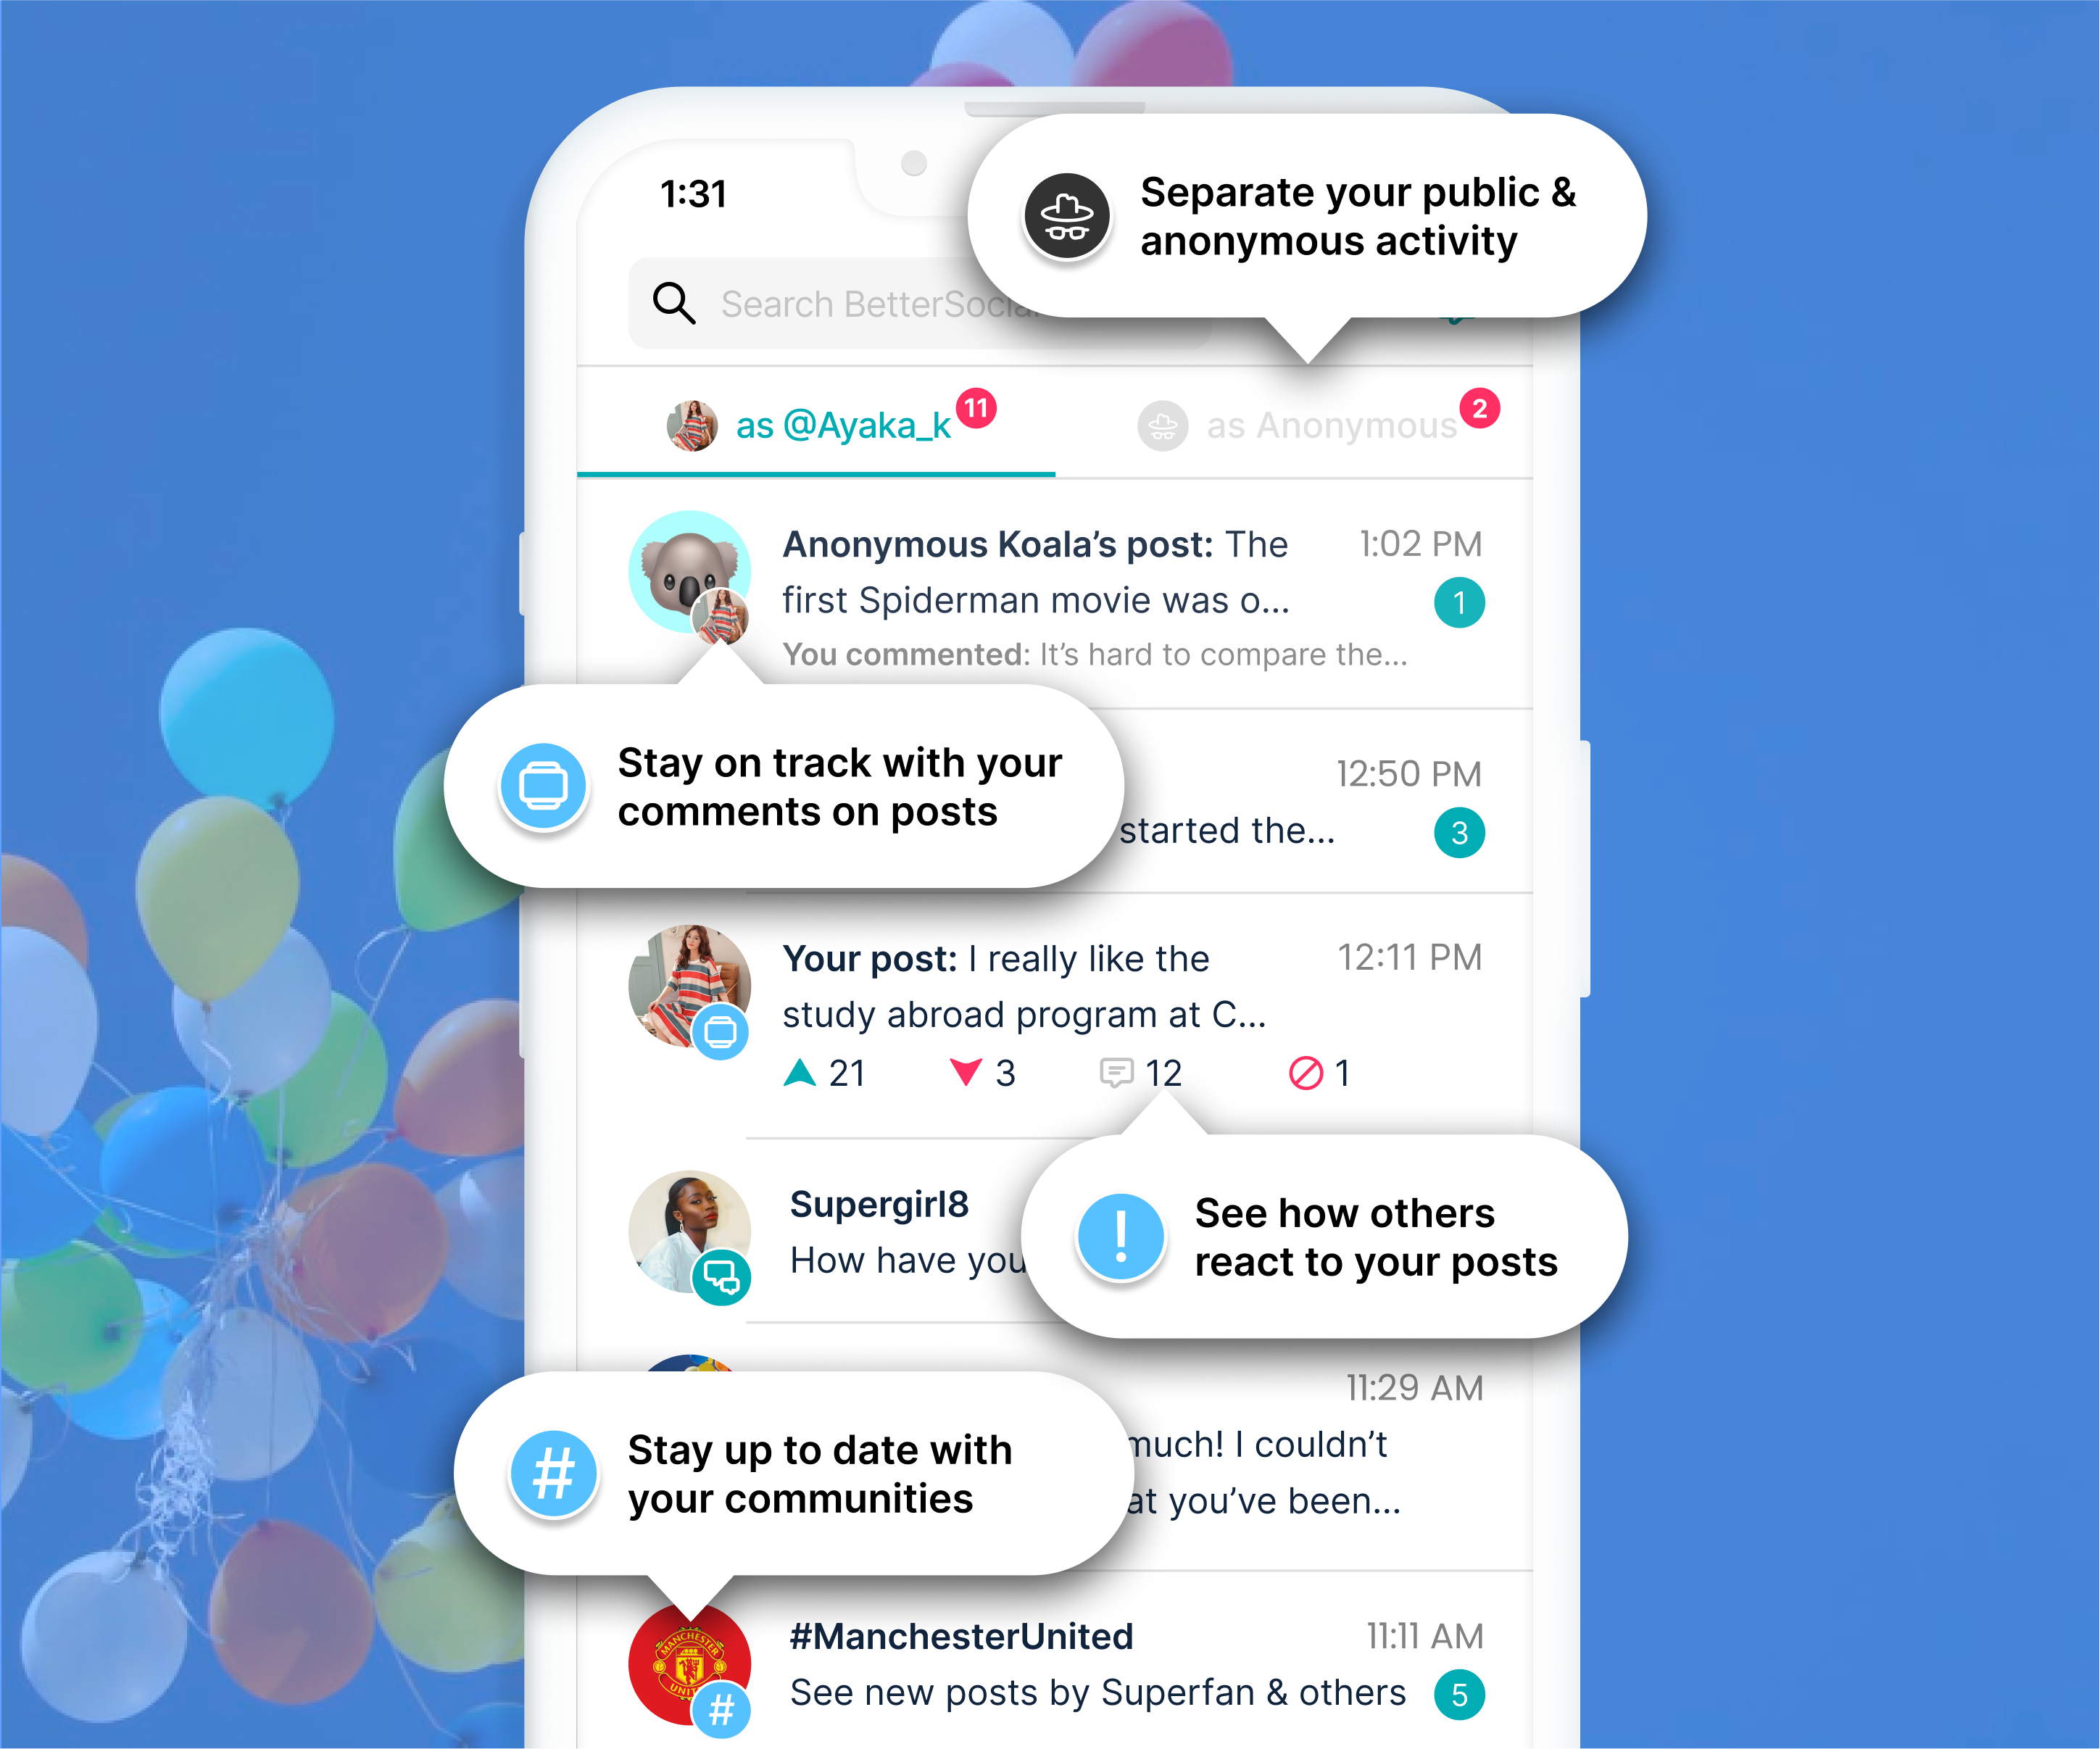 1:31
Separate your public &
anonymous activity
Search BetterSocial
as @Ayaka_k
11
as Anonymous
2
Anonymous Koala’s post: The
1:02 PM
first Spiderman movie was o...
1
You commented: It’s hard to compare the...
Stay on track with your
comments on posts
12:50 PM
started the...
3
Your post: I really like the
12:11 PM
study abroad program at C...
21
3
12
1
Supergirl8
How have you
!
See how others
react to your posts
11:29 AM
#
Stay up to date with
your communities
much! I couldn’t
at you’ve been...
MANCHESTER
UNIT
#
#ManchesterUnited
11:11 AM
See new posts by Superfan & others
5